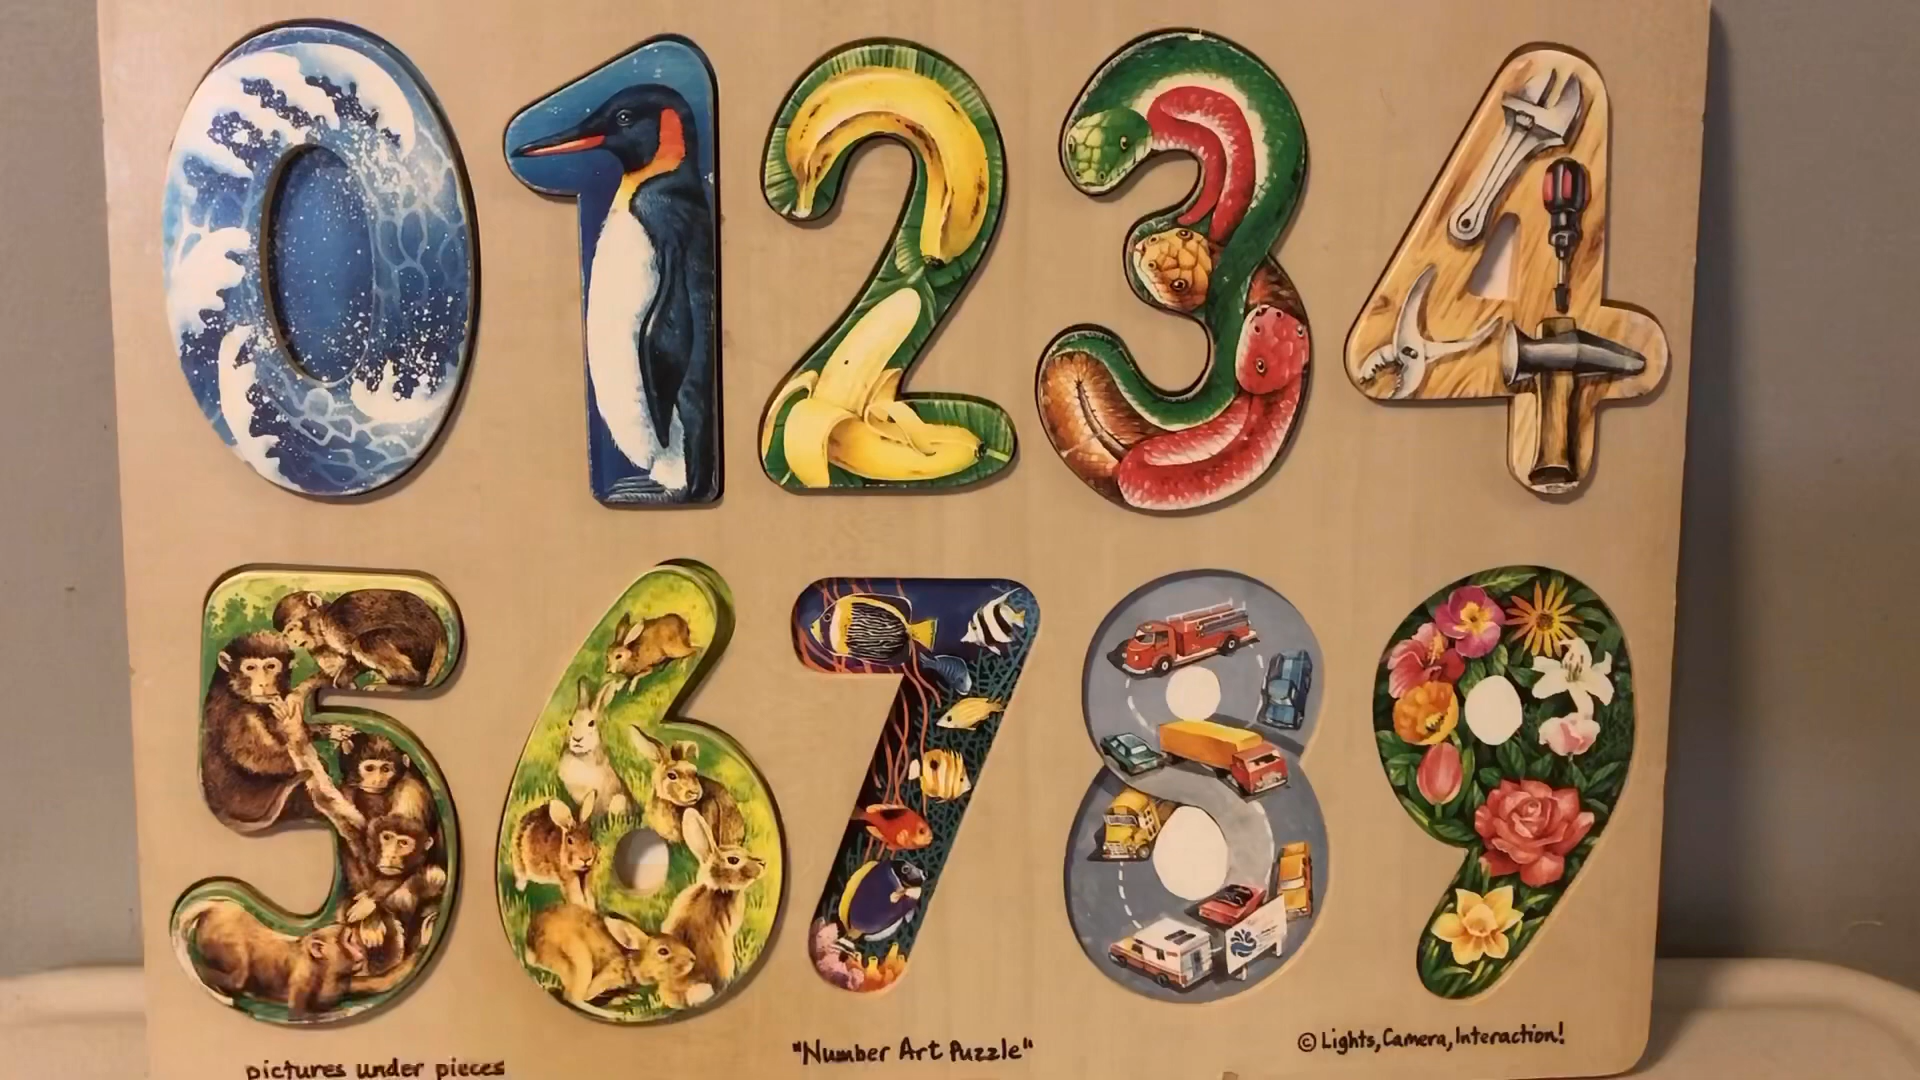 pictures under pieces
"Number Art Puzzle"
© Lights, Camera, Interaction!